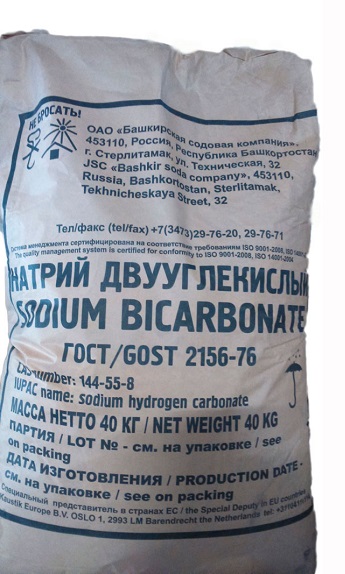 НЕ БРОСАТЬ!
ОАО «Башкирская содовая компания»,
453110, Россия, Республика Башкортостан
г. Стерлитамак, ул. Техническая, 32
JSC «Bashkir soda company», 453110,
Russia, Bashkortostan, Sterlitamak,
Tekhnicheskaya Street, 32
Тел/факс (tel/fax) +7(3473)29-76-20, 29-76-71
Система менеджмента сертифицирована на соответствие требованиям ISO 9001-2008, ISO 14001-2004
The quality management system is certified for conformity to ISO 9001-2008, ISO 14001-2004
НАТРИЙ ДВУУГЛЕКИСЛЫЙ
SODIUM BICARBONATE
ГОСТ/GOST 2156-76
CAS-number: 144-55-8
IUPAC name: sodium hydrogen carbonate
МАССА НЕТТО 40 КГ / NET WEIGHT 40 KG
ПАРТИЯ / LOT № - см. на упаковке / see
on packing
ДАТА ИЗГОТОВЛЕНИЯ / PRODUCTION DATE -
см. на упаковке / see on packing
Специальный представитель в странах ЕС / the Special Deputy in EU countries
Kaustik Europe B.V. OSLO 1, 2993 LM Barendrecht the Netherlands tel: